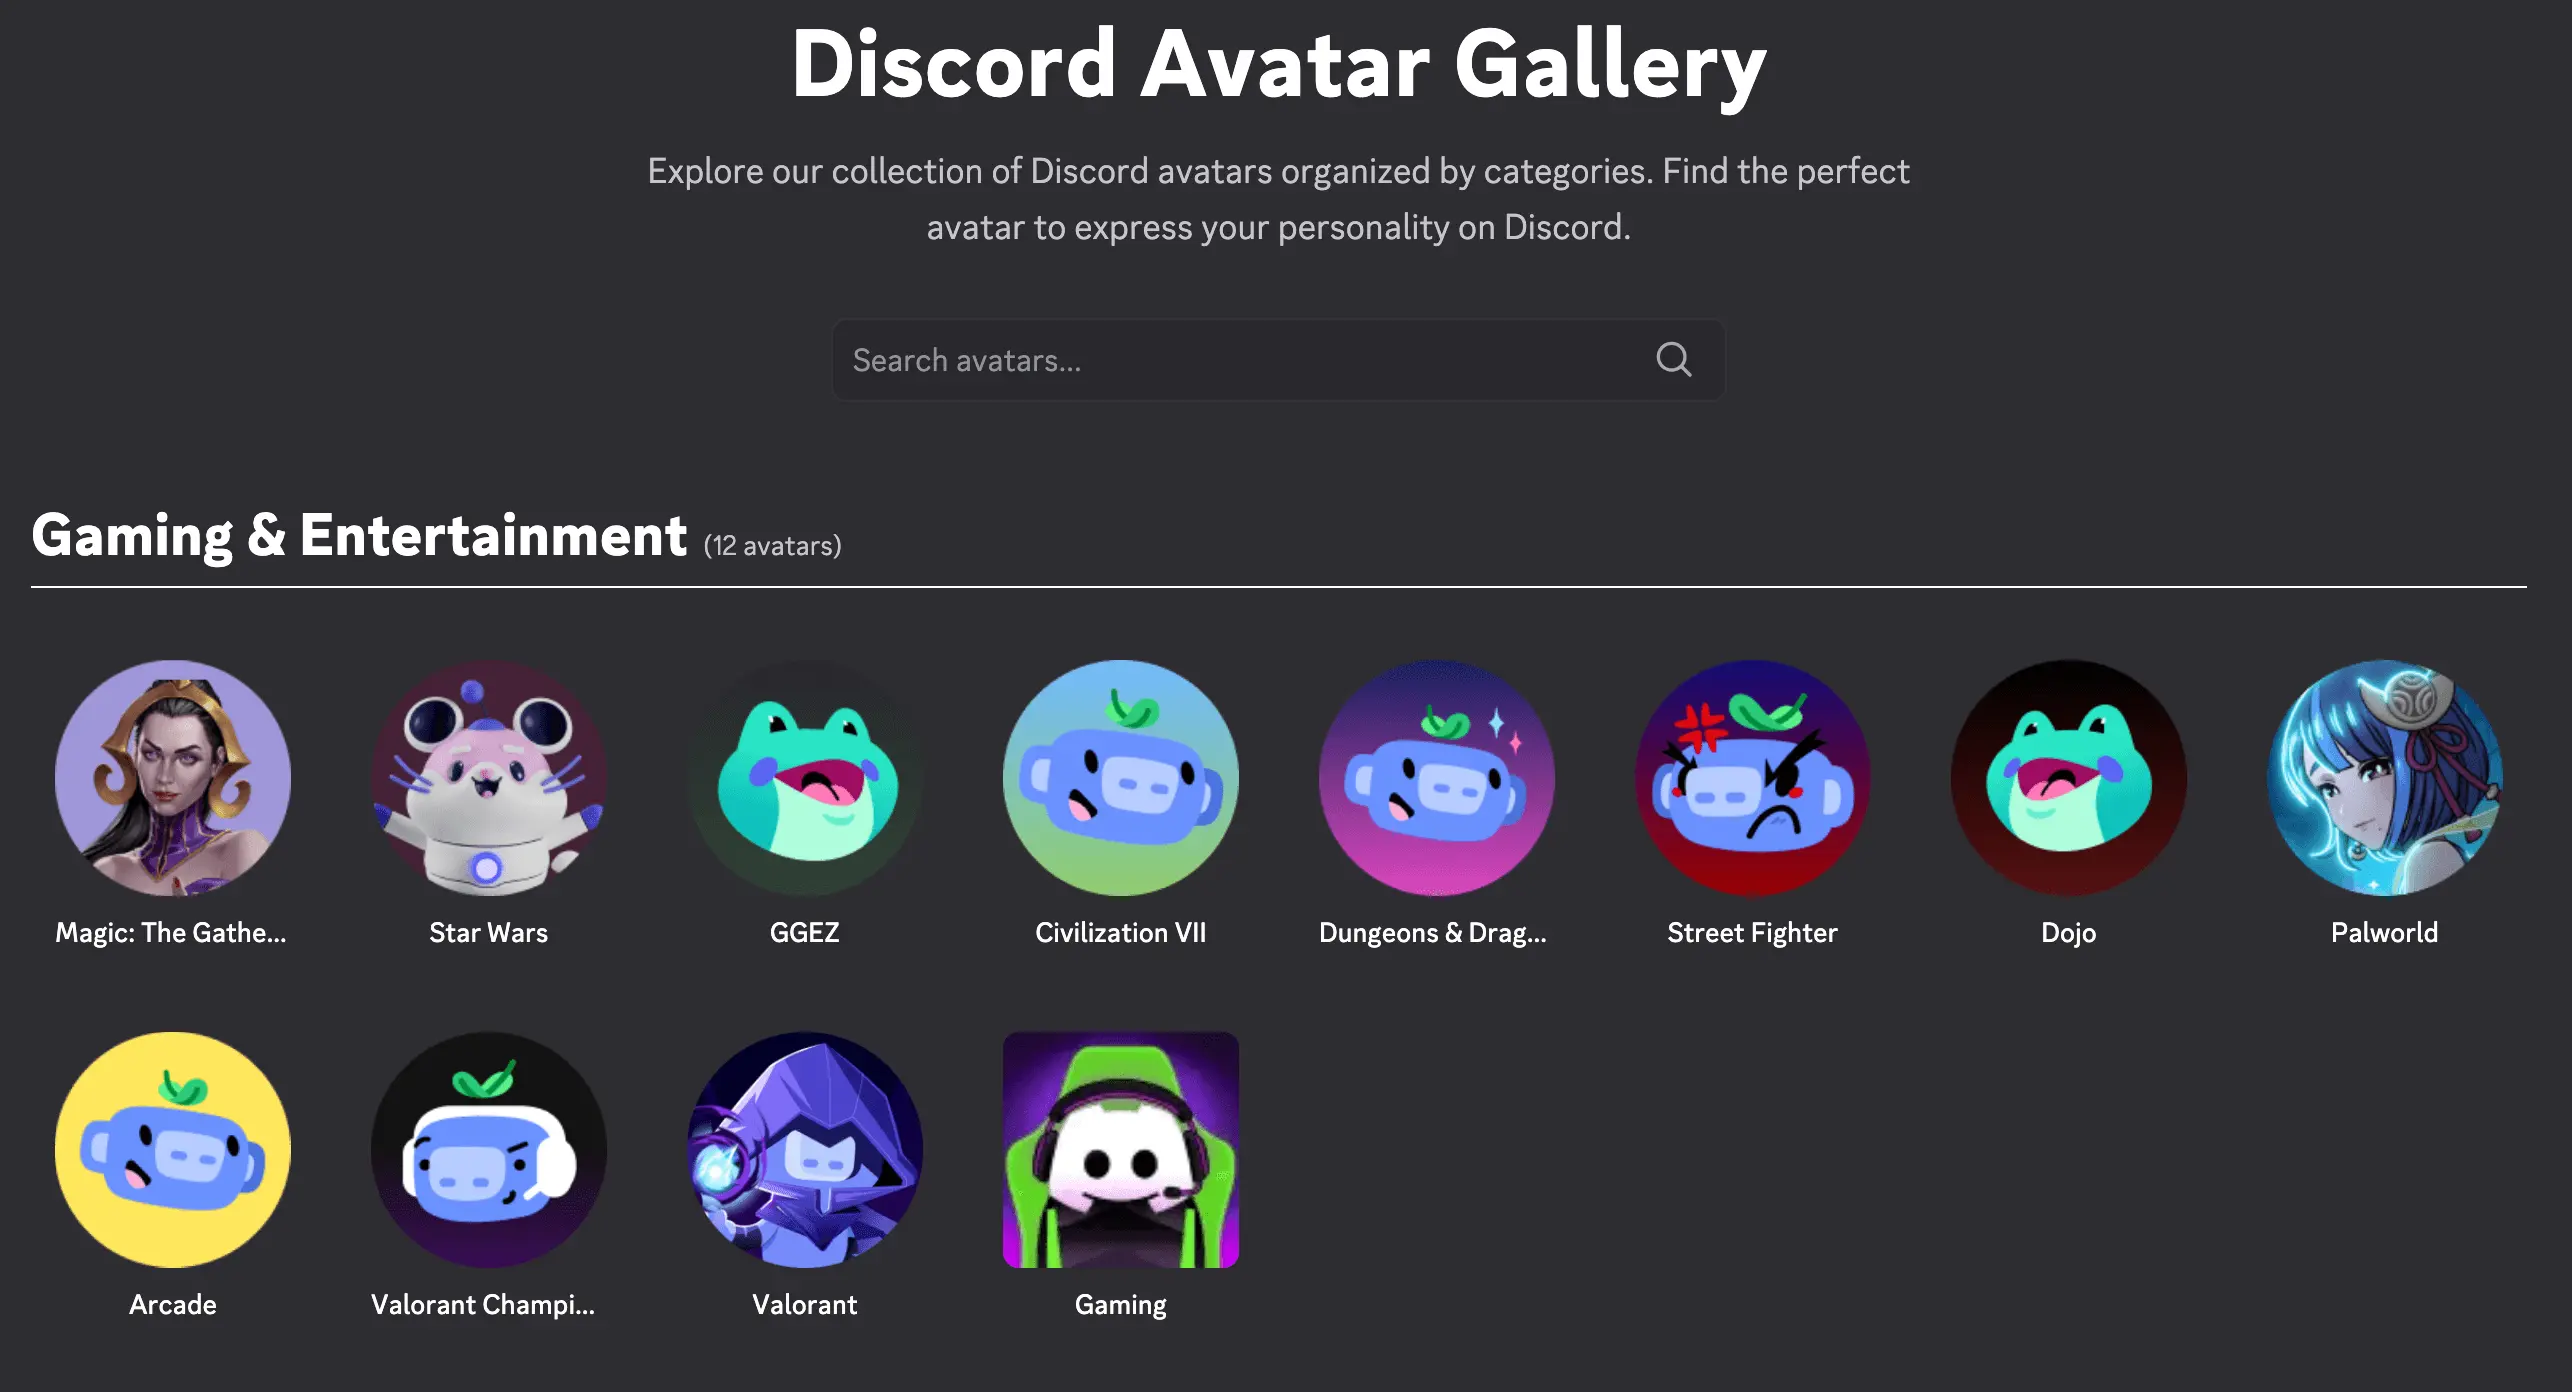 Discord Avatar Gallery
Explore our collection of Discord avatars organized by categories. Find the perfect
avatar to express your personality on Discord.
Search avatars...
Gaming & Entertainment (12 avatars)
Magic: The Gathe...
Star Wars
GGEZ
Civilization VII
Dungeons & Drag...
Street Fighter
Dojo
Palworld
Arcade
Valorant Champi...
Valorant
Gaming